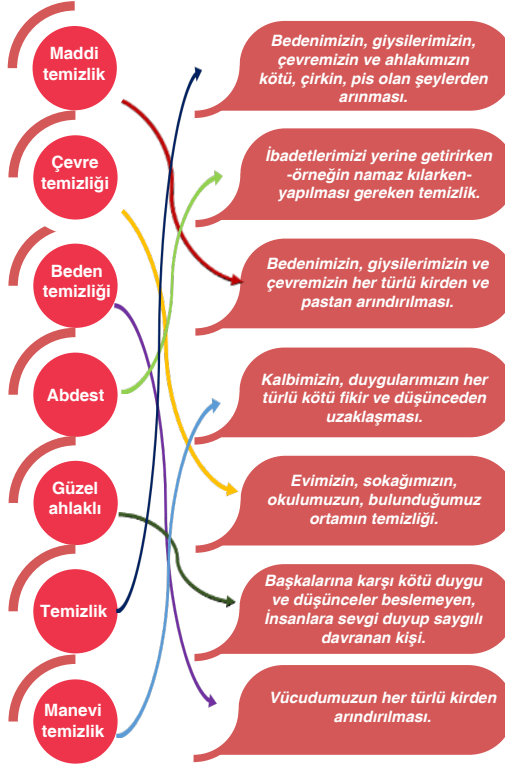 Maddi
temizlik
Çevre
temizliği
Beden
temizliği
Abdest
Güzel
ahlaklı
Temizlik
Manevi
temizlik
Bedenimizin, giysilerimizin,
çevremizin ve ahlakımızın
kötü, çirkin, pis olan şeylerden
arınması.
İbadetlerimizi yerine getirirken
-örneğin namaz kılarken-
yapılması gereken temizlik.
Bedenimizin, giysilerimizin ve
çevremizin her türlü kirden ve
pastan arındırılması.
Kalbimizin, duygularımızın her
türlü kötü fikir ve düşünceden
uzaklaşması.
Evimizin, sokağımızın,
okulumuzun, bulunduğumuz
ortamın temizliği.
Başkalarına karşı kötü duygu
ve düşünceler beslemeyen,
İnsanlara sevgi duyup saygılı
davranan kişi.
Vücudumuzun her türlü kirden
arındırılması.